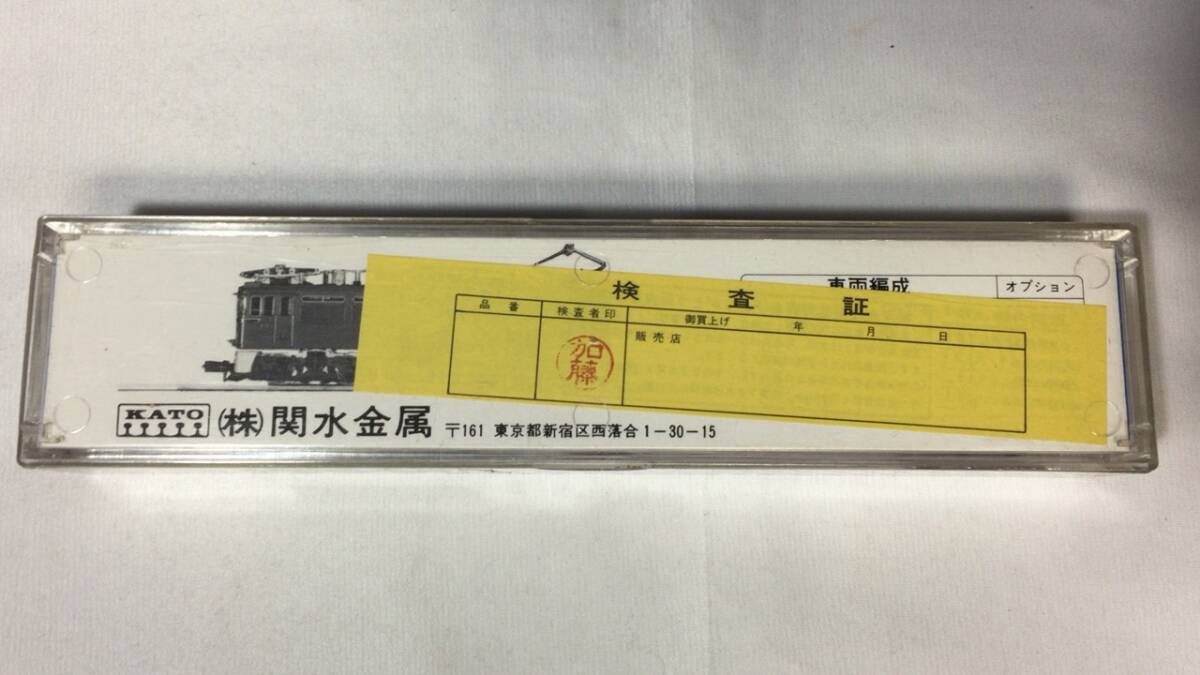 車両編成 オプション
検査証
品番 検査者印 御買上げ 年 月 日
販売店
加藤
KATO (株)関水金属 〒161 東京都新宿区西落合1-30-15